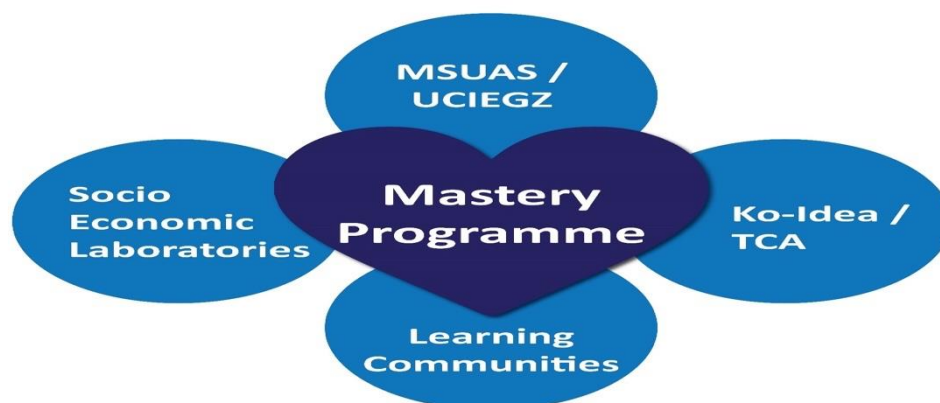 MSUAS /
UCIEGZ
Socio
Economic
Laboratories
Mastery
Programme
Ko-Idea /
TCA
Learning
Communities